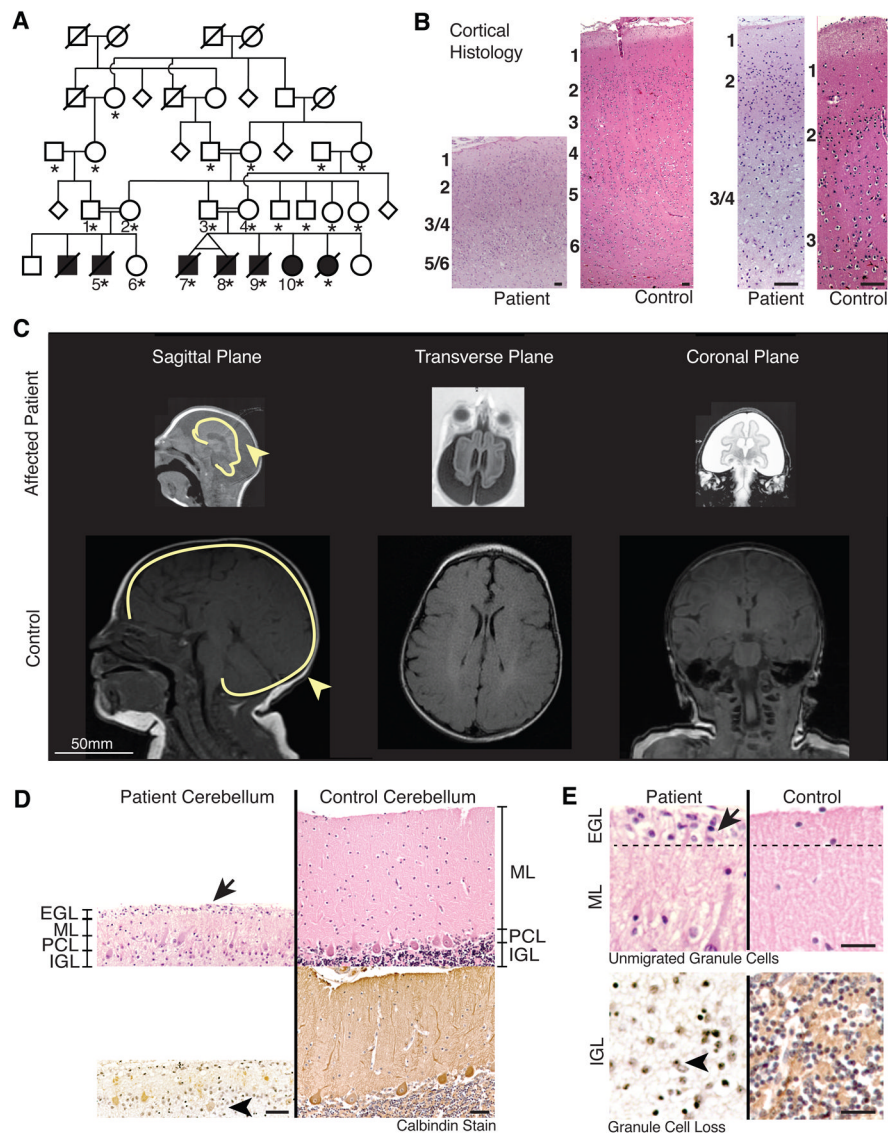 A
*
* * * *
1* 2* 3* 4* * * * *
5* 6* 7* 8* 9* 10* *
B
Cortical
Histology
1
2
3/4
5/6
Patient
1
2
3
4
5
6
Control
1
2
3/4
Patient
1
2
3
Control
C
Sagittal Plane
Transverse Plane
Coronal Plane
Affected Patient
Control
50mm
D
Patient Cerebellum
Control Cerebellum
EGL
ML
PCL
IGL
ML
PCL
IGL
Calbindin Stain
E
Patient
Control
EGL
ML
Unmigrated Granule Cells
IGL
Granule Cell Loss